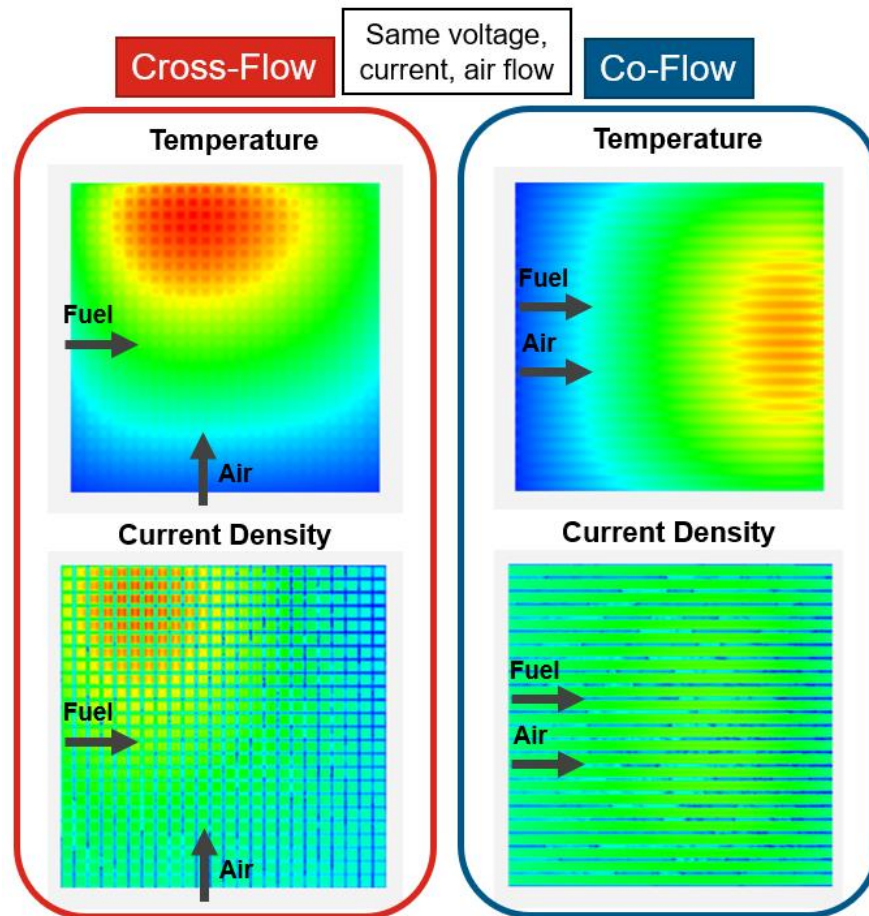 Cross-Flow
Same voltage,
current, air flow
Co-Flow
Temperature
Fuel
Air
Current Density
Fuel
Air
Temperature
Fuel
Air
Current Density
Fuel
Air